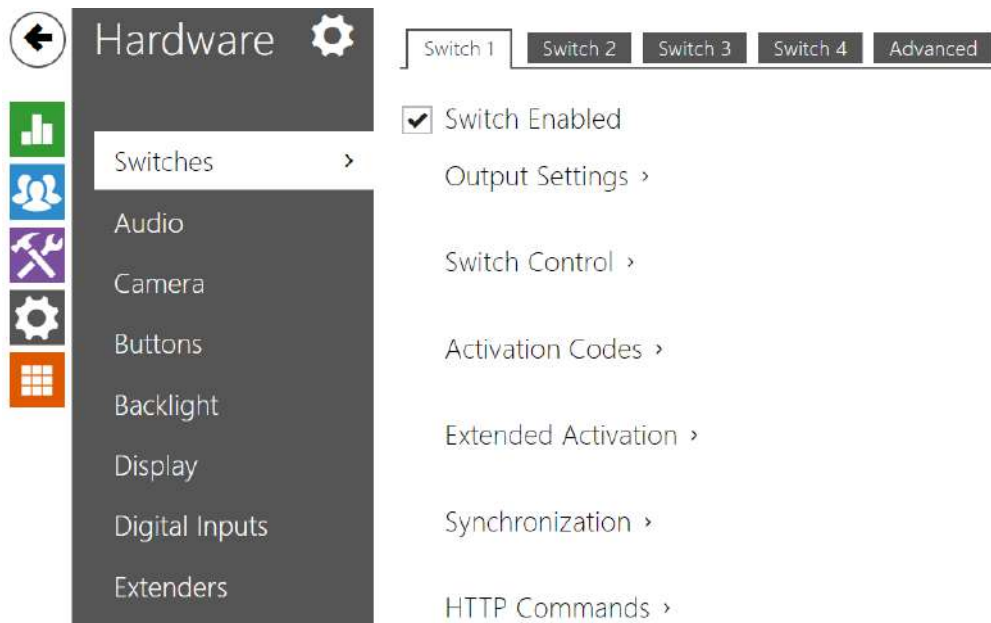 Hardware
Switches
Audio
Camera
Buttons
Backlight
Display
Digital Inputs
Extenders
Switch 1
Switch 2
Switch 3
Switch 4
Advanced
Switch Enabled
Output Settings ›
Switch Control ›
Activation Codes ›
Extended Activation ›
Synchronization ›
HTTP Commands ›